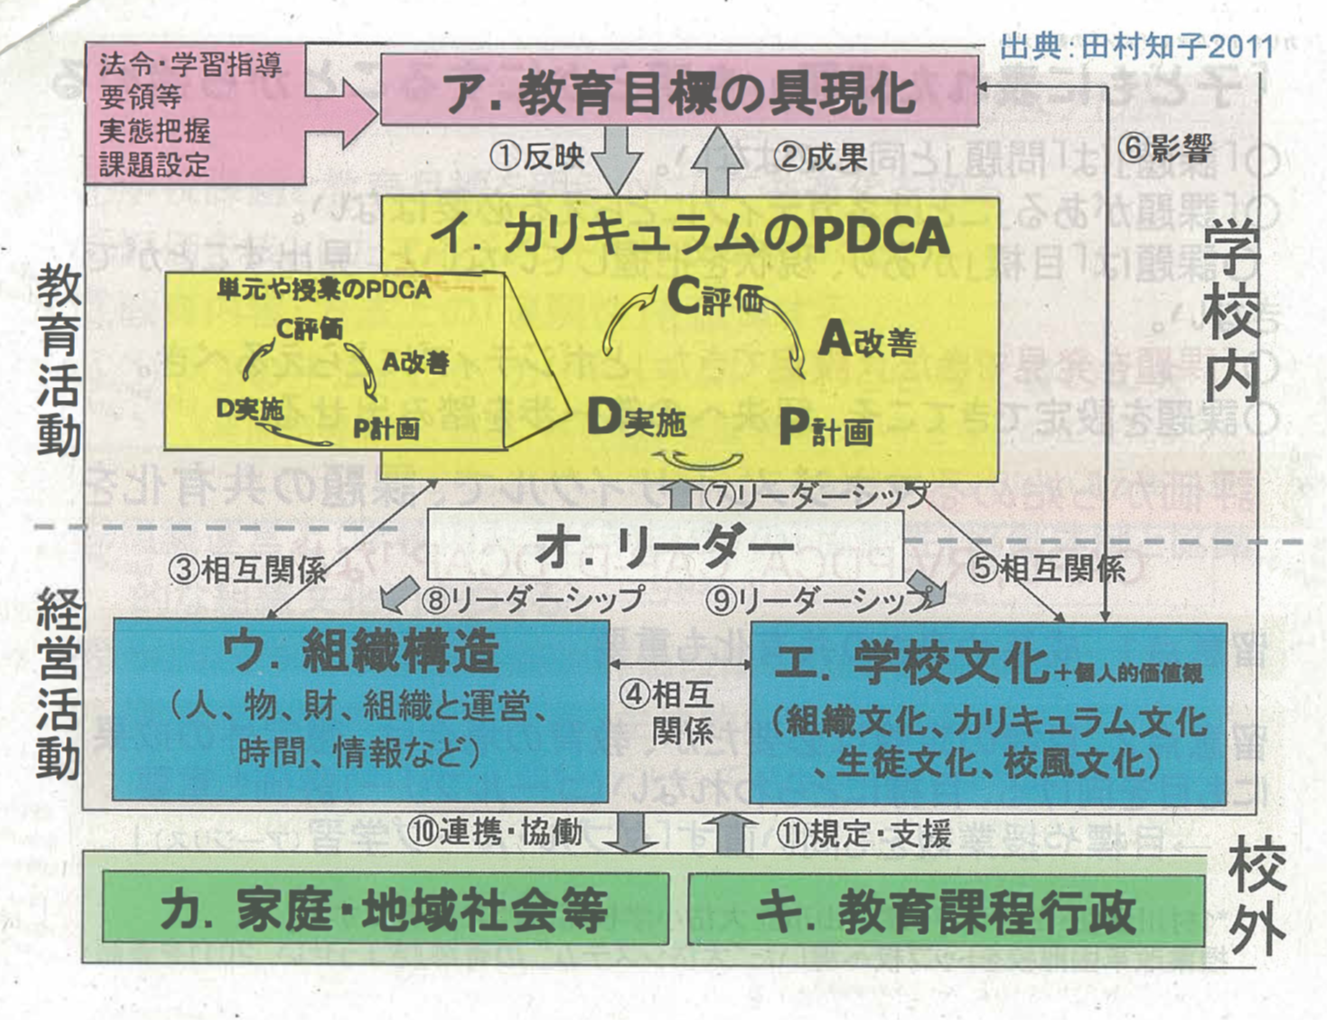 出典：田村知子2011
法令・学習指導
要領等
実態把握
課題設定
ア．教育目標の具現化
①反映
②成果
⑥影響
イ．カリキュラムのPDCA
単元や授業のPDCA
C評価
A改善
D実施
P計画
C評価
A改善
D実施
P計画
教育活動
学校内
⑦リーダーシップ
オ．リーダー
③相互関係
⑧リーダーシップ
⑨リーダーシップ
⑤相互関係
経営活動
ウ．組織構造
（人、物、財、組織と運営、
時間、情報など）
④相互
関係
エ．学校文化＋個人的価値観
（組織文化、カリキュラム文化
、生徒文化、校風文化）
⑩連携・協働
⑪規定・支援
カ．家庭・地域社会等
キ．教育課程行政
校外